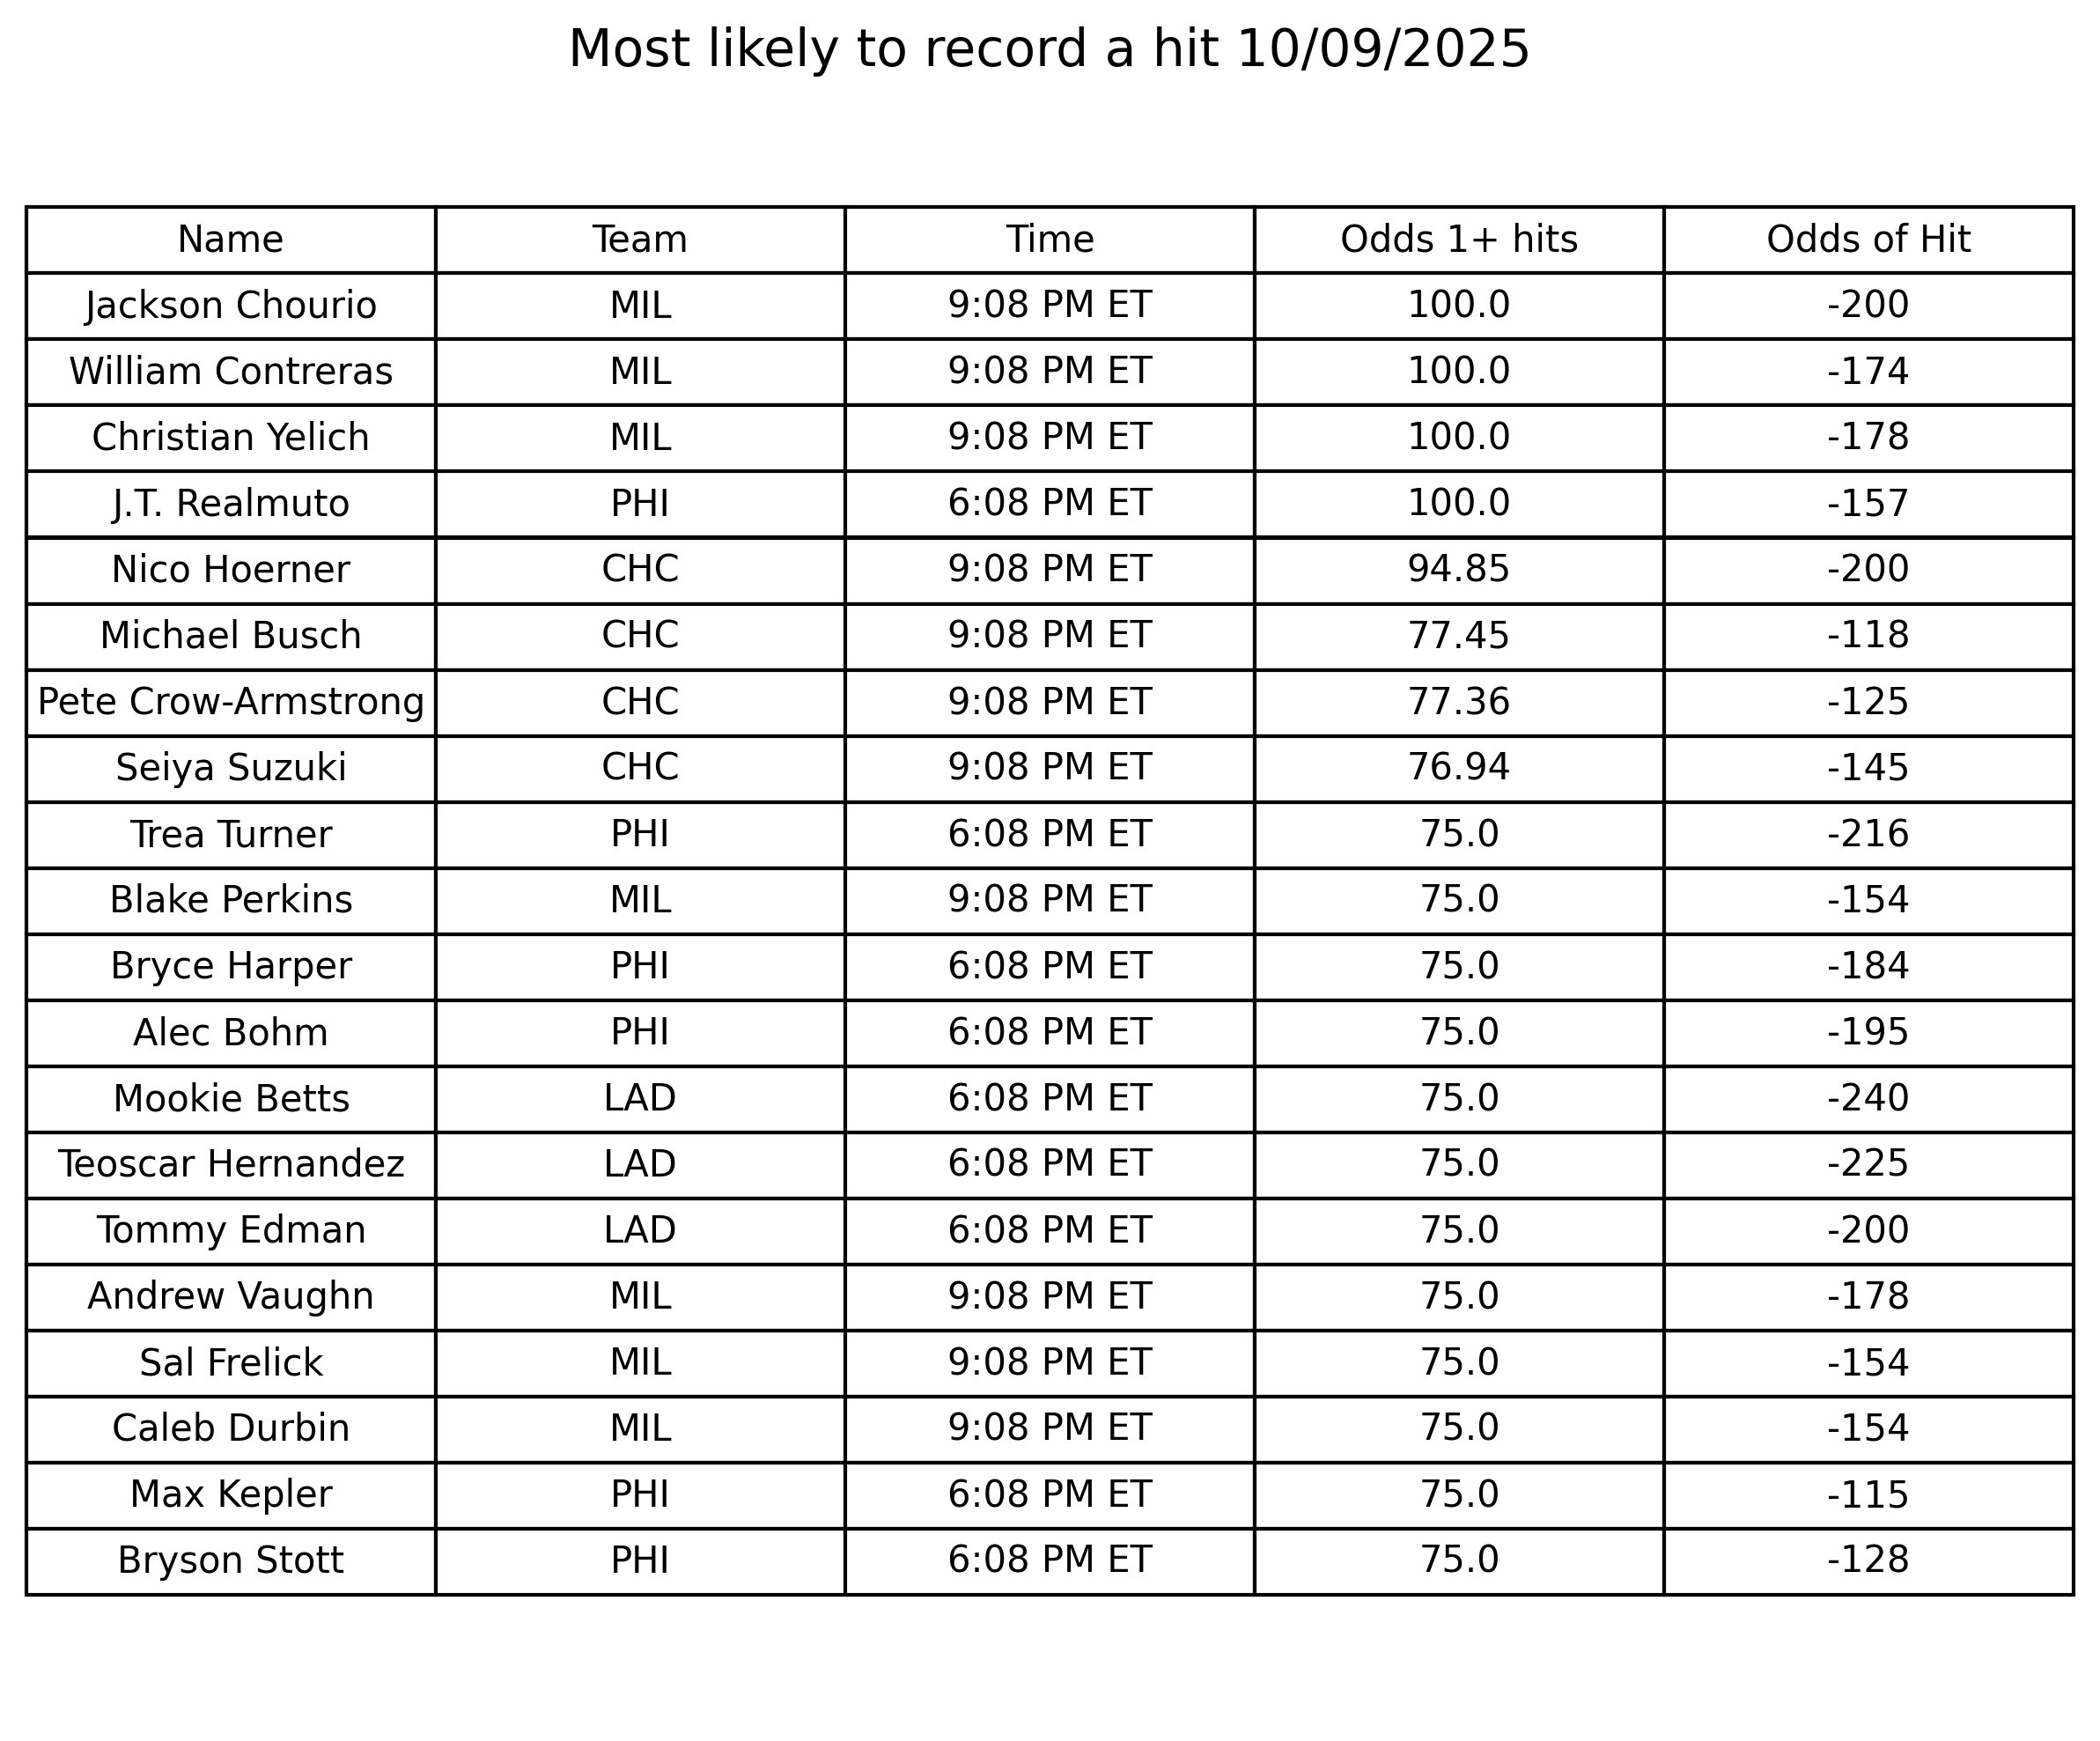 Most likely to record a hit 10/09/2025
Name Team Time Odds 1+ hits Odds of Hit
Jackson Chourio MIL 9:08 PM ET 100.0 -200
William Contreras MIL 9:08 PM ET 100.0 -174
Christian Yelich MIL 9:08 PM ET 100.0 -178
J.T. Realmuto PHI 6:08 PM ET 100.0 -157
Nico Hoerner CHC 9:08 PM ET 94.85 -200
Michael Busch CHC 9:08 PM ET 77.45 -118
Pete Crow-Armstrong CHC 9:08 PM ET 77.36 -125
Seiya Suzuki CHC 9:08 PM ET 76.94 -145
Trea Turner PHI 6:08 PM ET 75.0 -216
Blake Perkins MIL 9:08 PM ET 75.0 -154
Bryce Harper PHI 6:08 PM ET 75.0 -184
Alec Bohm PHI 6:08 PM ET 75.0 -195
Mookie Betts LAD 6:08 PM ET 75.0 -240
Teoscar Hernandez LAD 6:08 PM ET 75.0 -225
Tommy Edman LAD 6:08 PM ET 75.0 -200
Andrew Vaughn MIL 9:08 PM ET 75.0 -178
Sal Frelick MIL 9:08 PM ET 75.0 -154
Caleb Durbin MIL 9:08 PM ET 75.0 -154
Max Kepler PHI 6:08 PM ET 75.0 -115
Bryson Stott PHI 6:08 PM ET 75.0 -128